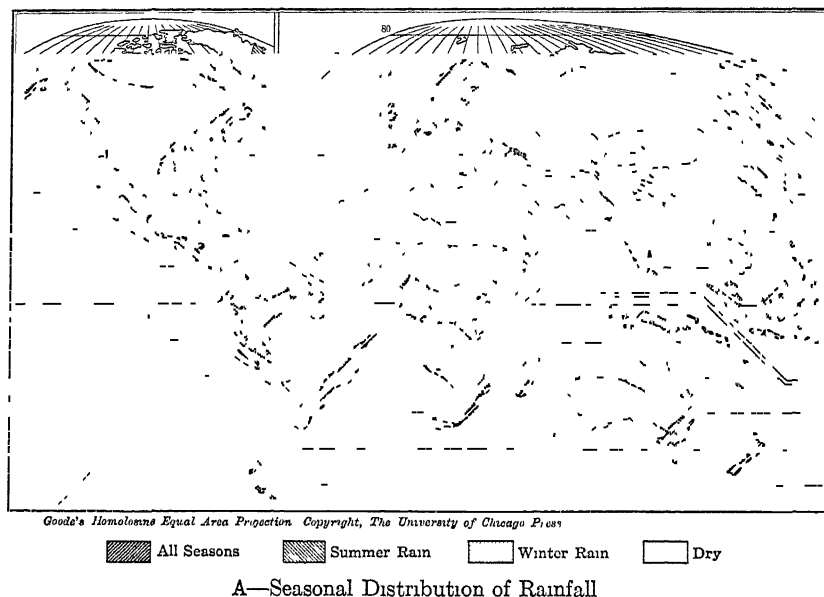 80
Goode's Homolosine Equal Area Projection Copyright, The University of Chicago Press
All Seasons Summer Rain Winter Rain Dry
A—Seasonal Distribution of Rainfall